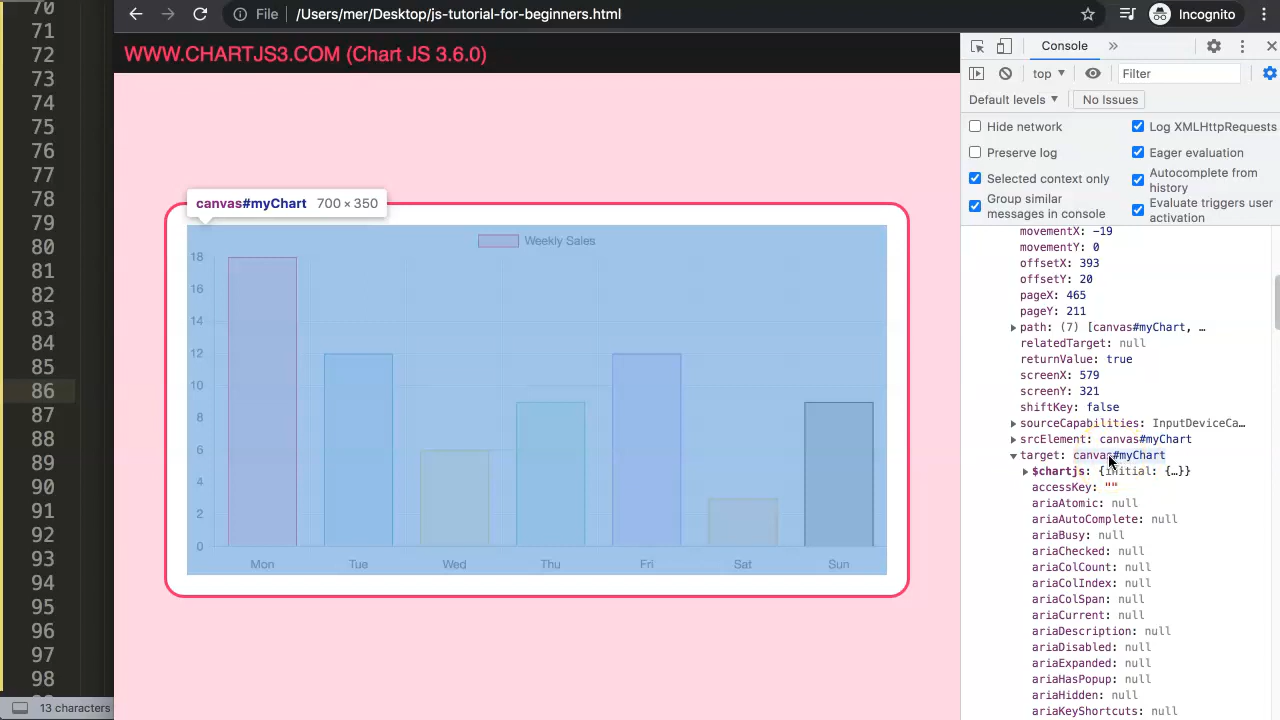 70
71
72
73
74
75
76
77
78
79
80
81
82
83
84
85
86
87
88
89
90
91
92
93
94
95
96
97
98
13 characters
File /Users/mer/Desktop/js-tutorial-for-beginners.html
Incognito
WWW.CHARTJS3.COM (Chart JS 3.6.0)
canvas#myChart 700 × 350
Weekly Sales
18
16
14
12
10
8
6
4
2
0
Mon Tue Wed Thu Fri Sat Sun
Console »
top ▼ Filter
Default levels ▼ No Issues
Hide network
Log XMLHttpRequests
Preserve log
Eager evaluation
Selected context only
Autocomplete from
history
Group similar
messages in console
Evaluate triggers user
activation
movementX: −19
movementY: 0
offsetX: 393
offsetY: 20
pageX: 465
pageY: 211
path: (7) [canvas#myChart, …
relatedTarget: null
returnValue: true
screenX: 579
screenY: 321
shiftKey: false
sourceCapabilities: InputDeviceCa…
srcElement: canvas#myChart
target: canvas#myChart
$chartjs: {initial: {…}}
accessKey: ""
ariaAtomic: null
ariaAutoComplete: null
ariaBusy: null
ariaChecked: null
ariaColCount: null
ariaColIndex: null
ariaColSpan: null
ariaCurrent: null
ariaDescription: null
ariaDisabled: null
ariaExpanded: null
ariaHasPopup: null
ariaHidden: null
ariaKeyShortcuts: null